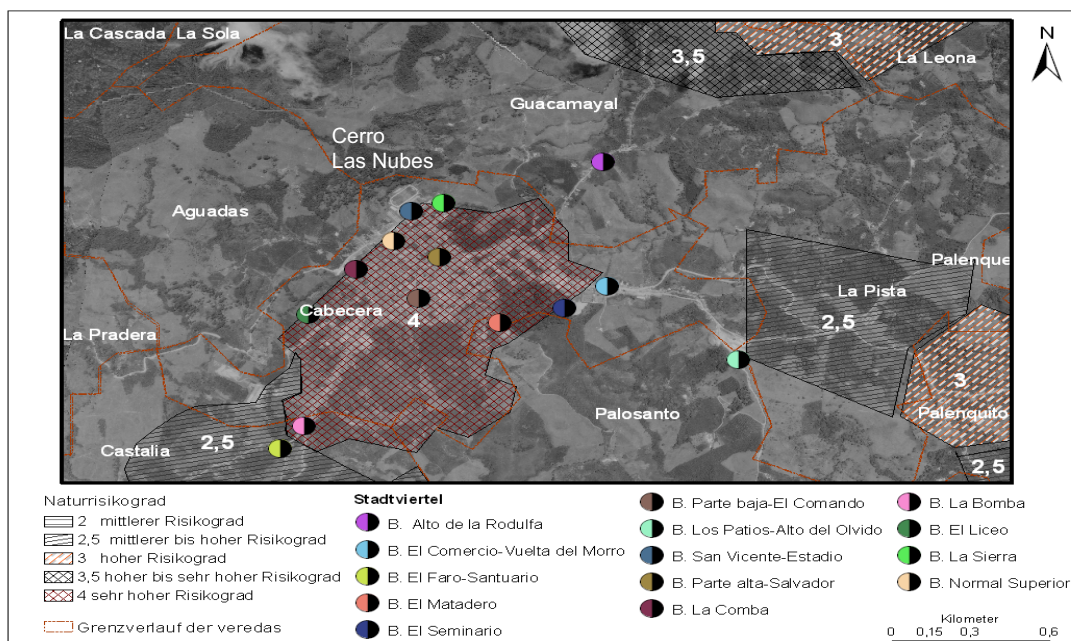 La Cascada La Sola
3,5
3
La Leona
N
Guacamayal
Cerro
Las Nubes
Aguadas
Palenque
La Pista
2,5
Cabecera
4
La Pradera
3
Palosanto
Palenquito
Castalia
2,5
2,5
Naturrisikograd
2 mittlerer Risikograd
2,5 mittlerer bis hoher Risikograd
3 hoher Risikograd
3,5 hoher bis sehr hoher Risikograd
4 sehr hoher Risikograd
Grenzverlauf der veredas
Stadtviertel
B. Alto de la Rodulfa
B. El Comercio-Vuelta del Morro
B. El Faro-Santuario
B. El Matadero
B. El Seminario
B. Parte baja-El Comando
B. Los Patios-Alto del Olvido
B. San Vicente-Estadio
B. Parte alta-Salvador
B. La Comba
B. La Bomba
B. El Liceo
B. La Sierra
B. Normal Superior
Kilometer
0 0,15 0,3 0,6